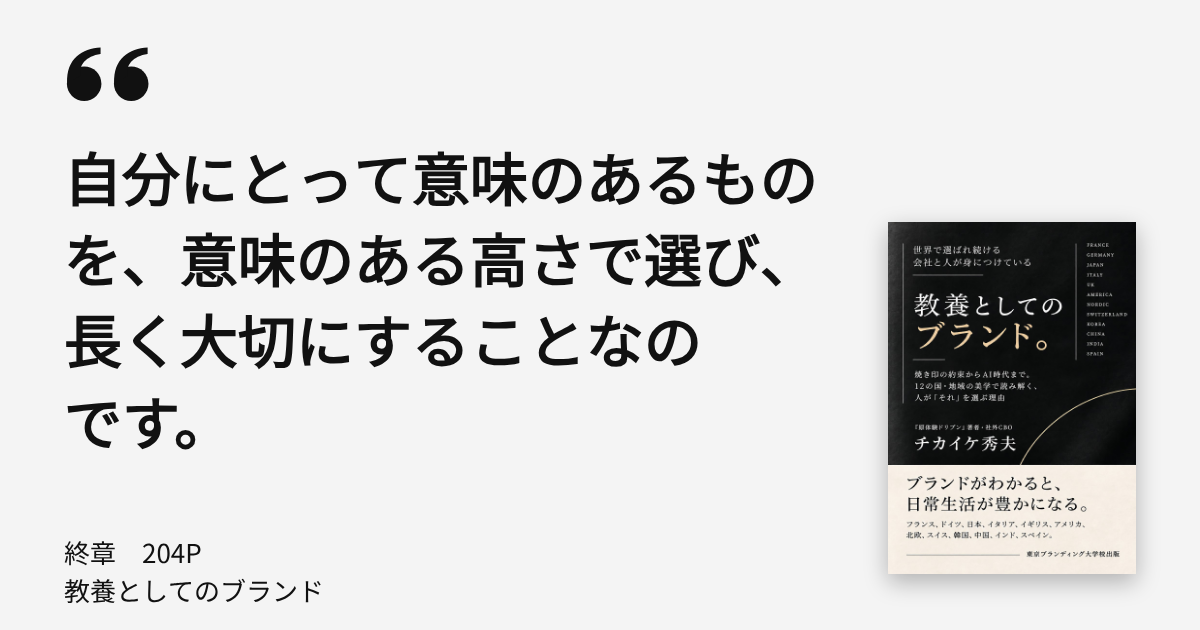 “
自分にとって意味のあるもの
を、意味のある高さで選び、
長く大切にすることなの
です。
終章　204P
教養としてのブランド
世界で選ばれ続ける
会社と人が身につけている
教養としての
ブランド。
焼き印の約束からAI時代まで。
12の国・地域の美学で読み解く、
人が「それ」を選ぶ理由
『原体験ドリブン』著者・社外CBO
チカイケ秀夫
FRANCE
GERMANY
JAPAN
ITALY
UK
AMERICA
NORDIC
SWITZERLAND
KOREA
CHINA
INDIA
SPAIN
ブランドがわかると、
日常生活が豊かになる。
フランス、ドイツ、日本、イタリア、イギリス、アメリカ、
北欧、スイス、韓国、中国、インド、スペイン。
東京ブランディング大学校出版